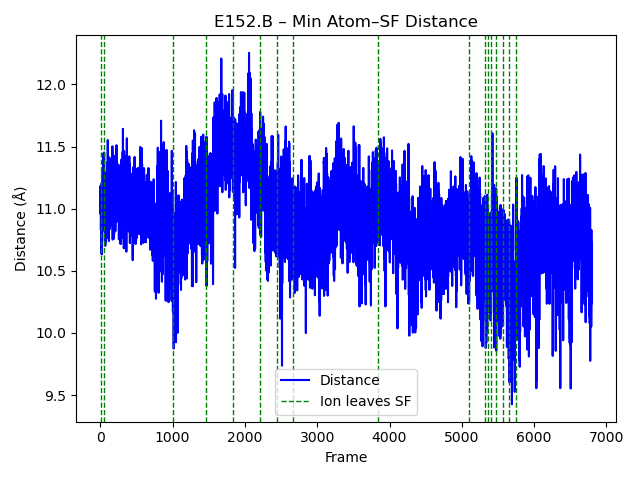 E152.B – Min Atom–SF Distance
Distance (Å)
12.0
11.5
11.0
10.5
10.0
9.5
Distance
Ion leaves SF
0 1000 2000 3000 4000 5000 6000 7000
Frame